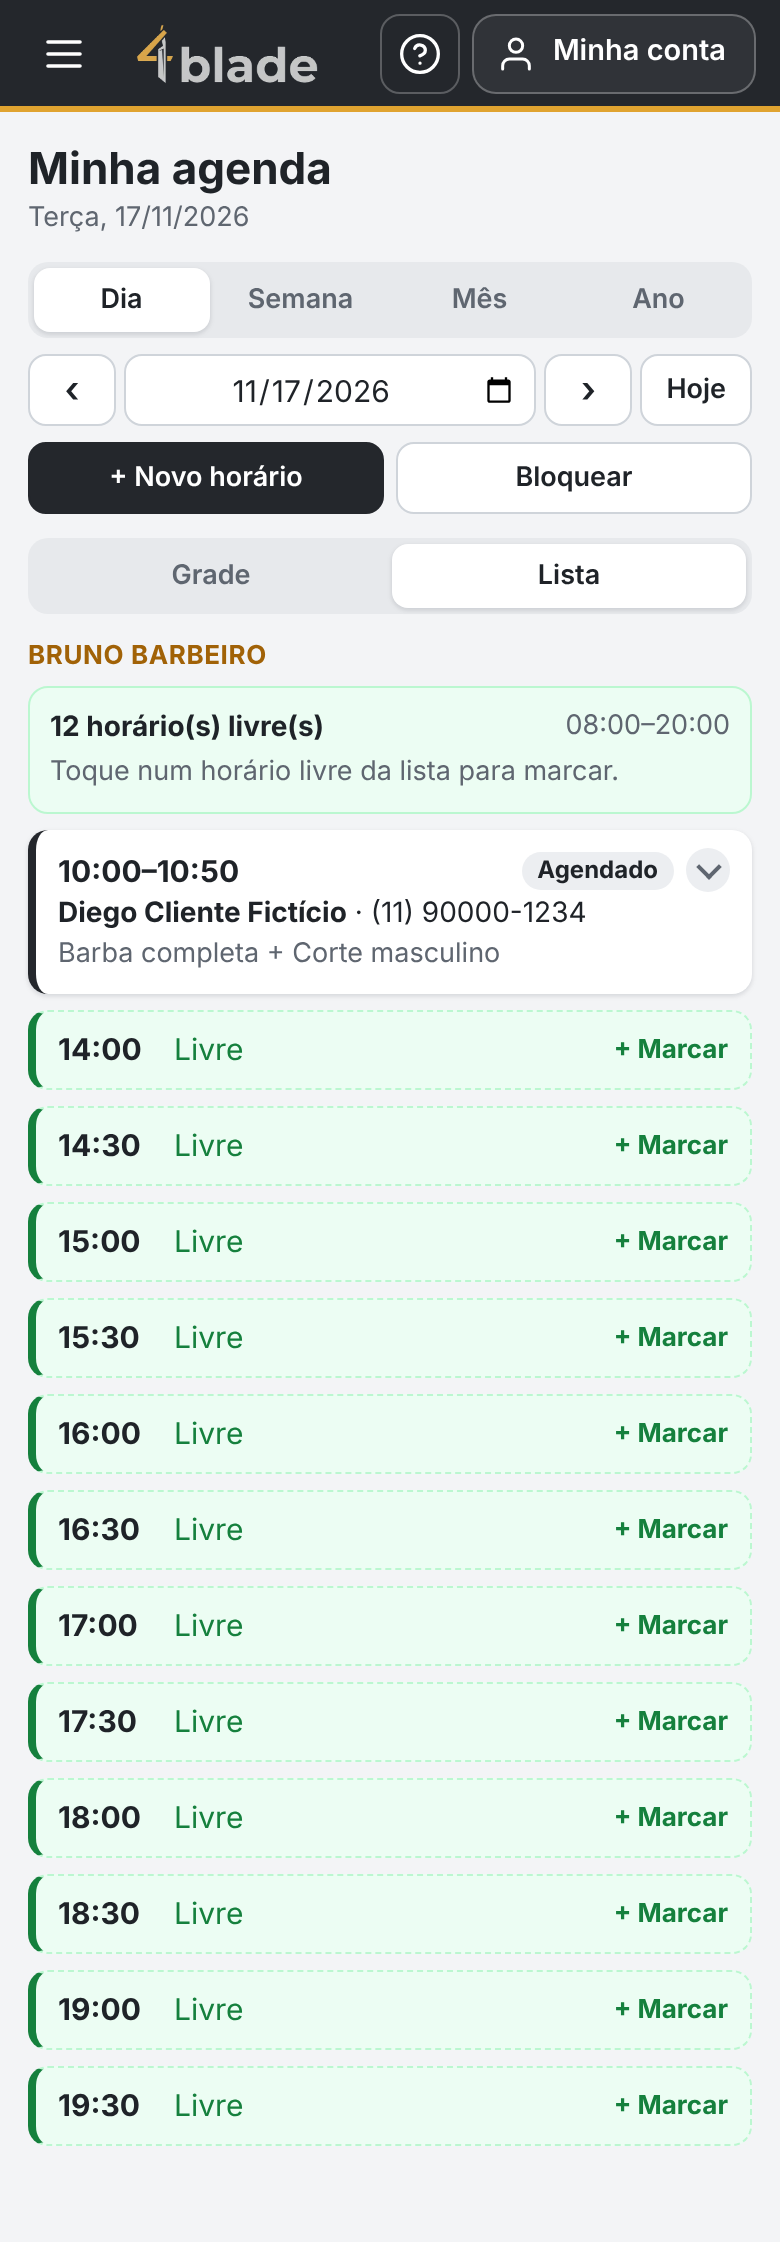 4blade
Minha conta
Minha agenda
Terça, 17/11/2026
Dia Semana Mês Ano
‹ 11/17/2026 › Hoje
+ Novo horário Bloquear
Grade Lista
BRUNO BARBEIRO
12 horário(s) livre(s) 08:00–20:00
Toque num horário livre da lista para marcar.
10:00–10:50 Agendado
Diego Cliente Fictício · (11) 90000-1234
Barba completa + Corte masculino
14:00 Livre + Marcar
14:30 Livre + Marcar
15:00 Livre + Marcar
15:30 Livre + Marcar
16:00 Livre + Marcar
16:30 Livre + Marcar
17:00 Livre + Marcar
17:30 Livre + Marcar
18:00 Livre + Marcar
18:30 Livre + Marcar
19:00 Livre + Marcar
19:30 Livre + Marcar